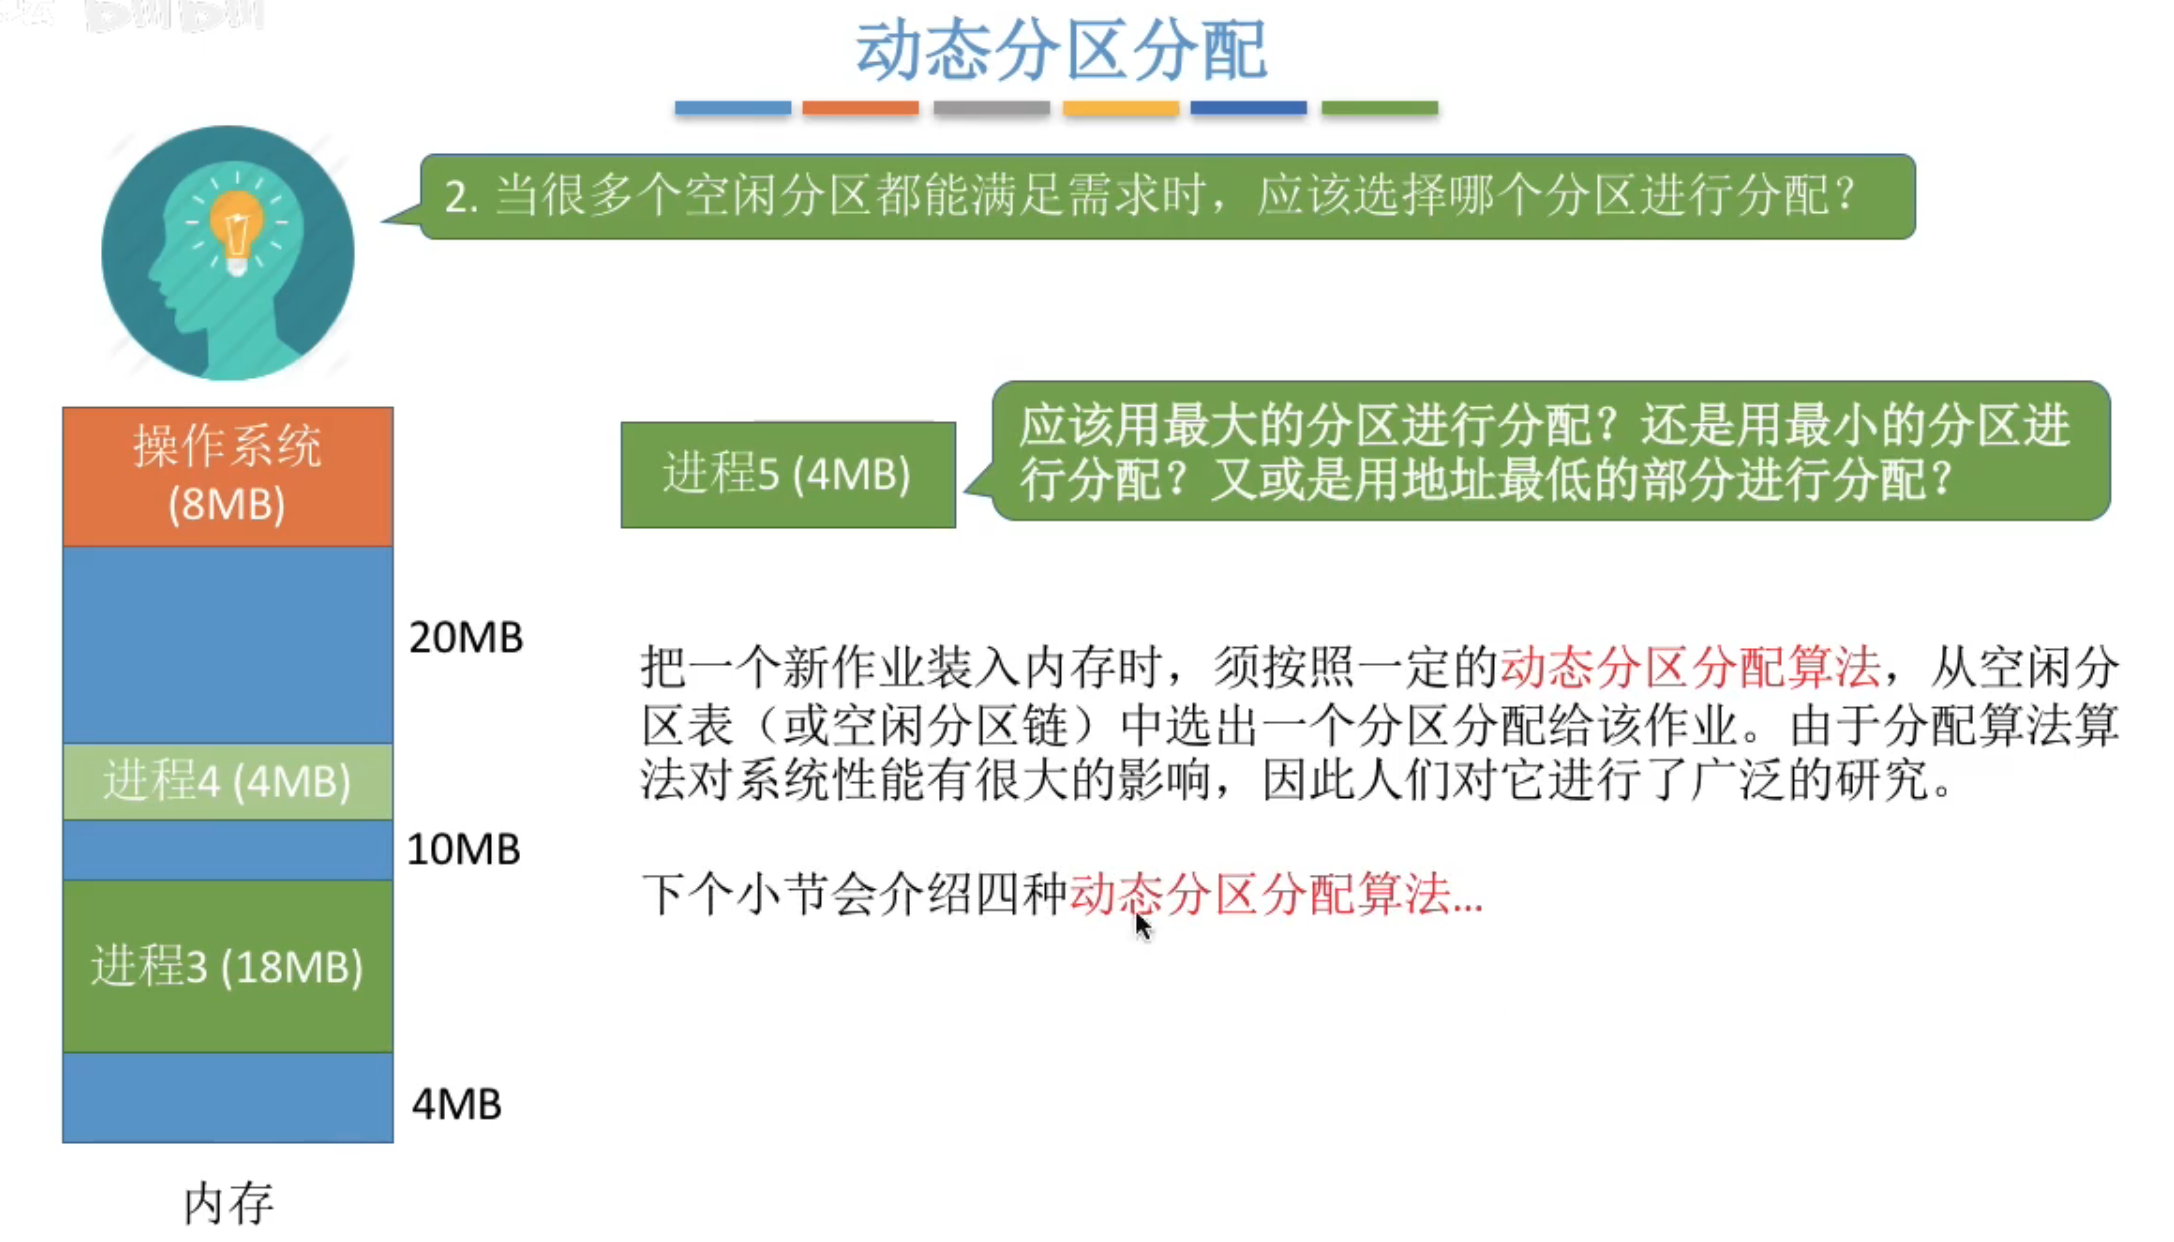 动态分区分配
2. 当很多个空闲分区都能满足需求时，应该选择哪个分区进行分配？
操作系统
(8MB)
20MB
进程4 (4MB)
10MB
进程3 (18MB)
4MB
内存
进程5 (4MB)
应该用最大的分区进行分配？还是用最小的分区进
行分配？又或是用地址最低的部分进行分配？
把一个新作业装入内存时，须按照一定的动态分区分配算法，从空闲分
区表（或空闲分区链）中选出一个分区分配给该作业。由于分配算法算
法对系统性能有很大的影响，因此人们对它进行了广泛的研究。
下个小节会介绍四种动态分区分配算法...